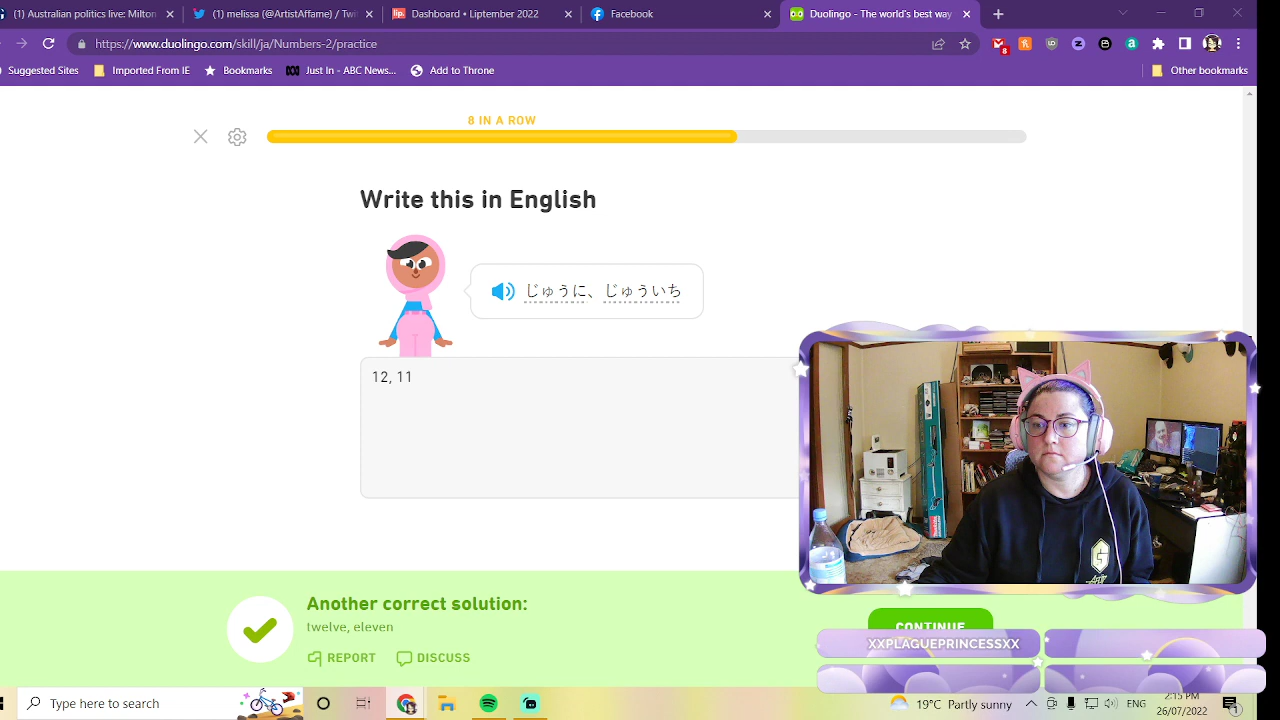 (1) Australian politics live: Milton
melissa (@ArtistAffame) / Twi
Dashboard • Liptember 2022
Facebook
Duolingo - The world's best way
https://www.duolingo.com/skill/ja/Numbers-2/practice
8
Suggested Sites
Imported From IE
Bookmarks
Just In - ABC News...
Add to Throne
Other bookmarks
8 IN A ROW
Write this in English
じゅうに、じゅういち
12, 11
Another correct solution:
twelve, eleven
REPORT
DISCUSS
CONTINUE
XXPLAGUEPRINCESSXX
Type here to search
19°C Partly sunny
ENG
2:15 PM
26/07/2022